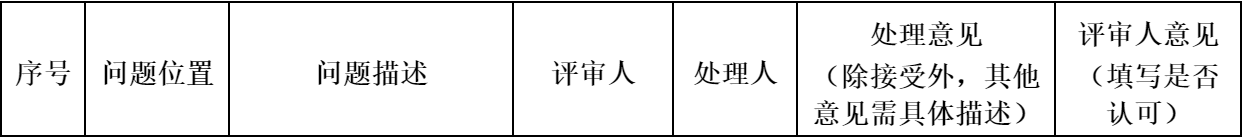 序号
问题位置
问题描述
评审人
处理人
处理意见
（除接受外，其他
意见需具体描述）
评审人意见
（填写是否
认可）